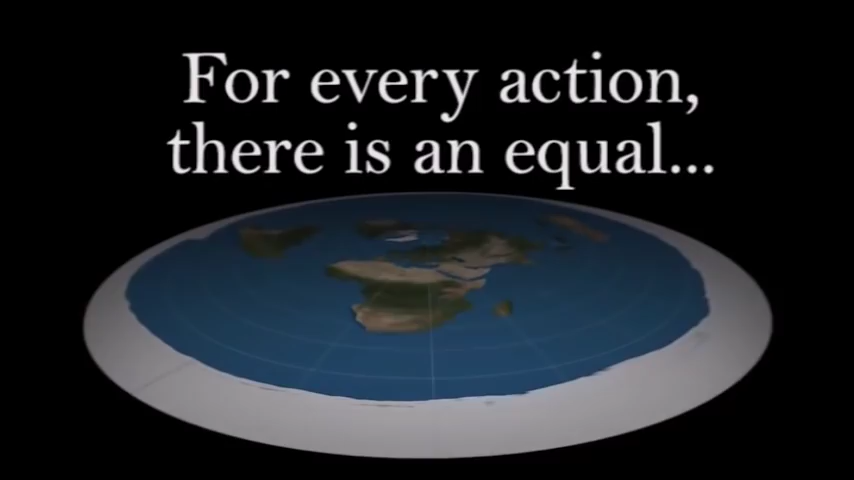 For every action,
there is an equal...